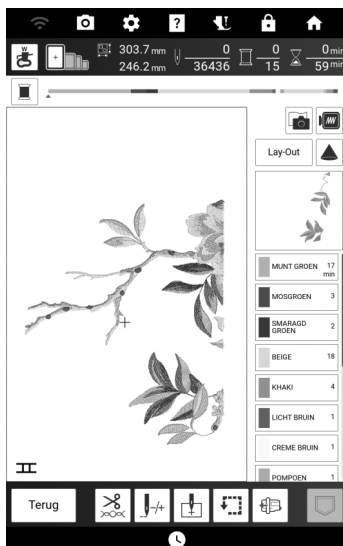 ?
W
303.7 mm 0 0 0 min
246.2 mm 36436 15 59 min
Lay-Out
MUNT GROEN 17 min
MOSGROEN 3
SMARAGD GROEN 2
BEIGE 18
KHAKI 4
LICHT BRUIN 1
CREME BRUIN 1
POMPOEN 1
Terug
-/+